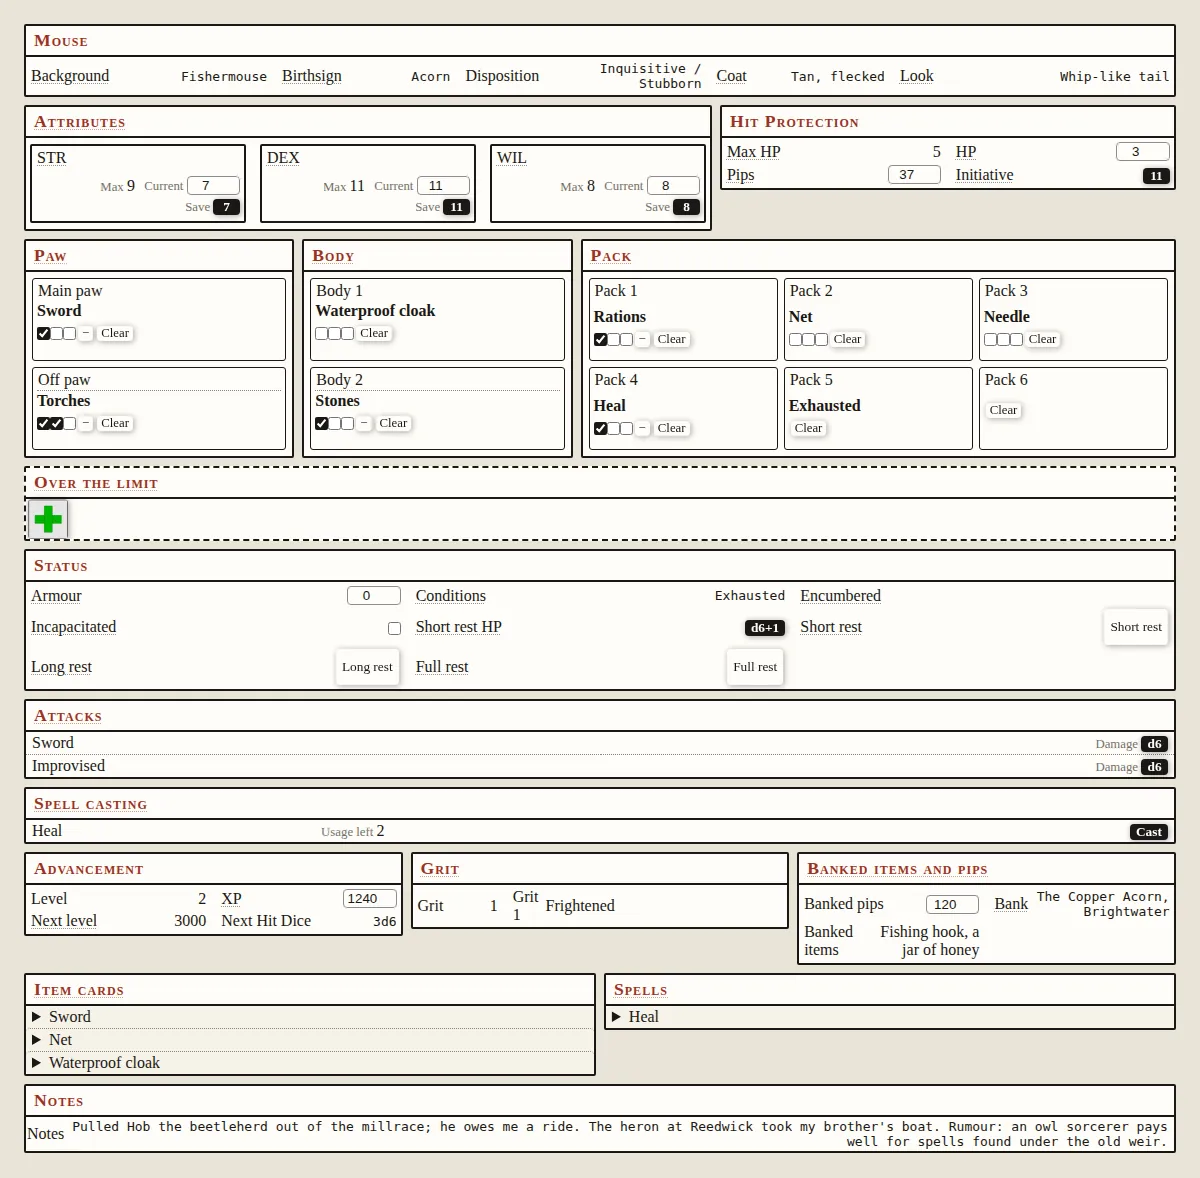 Mouse
Background Fishermouse Birthsign Acorn Disposition Inquisitive / Stubborn Coat Tan, flecked Look Whip-like tail
Attributes
STR
Max 9 Current 7
Save 7
DEX
Max 11 Current 11
Save 11
WIL
Max 8 Current 8
Save 8
Hit Protection
Max HP 5 HP 3
Pips 37 Initiative 11
Paw
Main paw
Sword
− Clear
Off paw
Torches
− Clear
Body
Body 1
Waterproof cloak
Clear
Body 2
Stones
− Clear
Pack
Pack 1
Rations
− Clear
Pack 2
Net
Clear
Pack 3
Needle
Clear
Pack 4
Heal
− Clear
Pack 5
Exhausted
Clear
Pack 6
Clear
Over the limit
Status
Armour 0 Conditions Exhausted Encumbered
Incapacitated Short rest HP d6+1 Short rest Short rest
Long rest Long rest Full rest Full rest
Attacks
Sword Damage d6
Improvised Damage d6
Spell casting
Heal Usage left 2 Cast
Advancement
Level 2 XP 1240
Next level 3000 Next Hit Dice 3d6
Grit
Grit 1 Grit 1 Frightened
Banked items and pips
Banked pips 120 Bank The Copper Acorn, Brightwater
Banked items Fishing hook, a jar of honey
Item cards
Sword
Net
Waterproof cloak
Spells
Heal
Notes
Notes Pulled Hob the beetleherd out of the millrace; he owes me a ride. The heron at Reedwick took my brother's boat. Rumour: an owl sorcerer pays
well for spells found under the old weir.